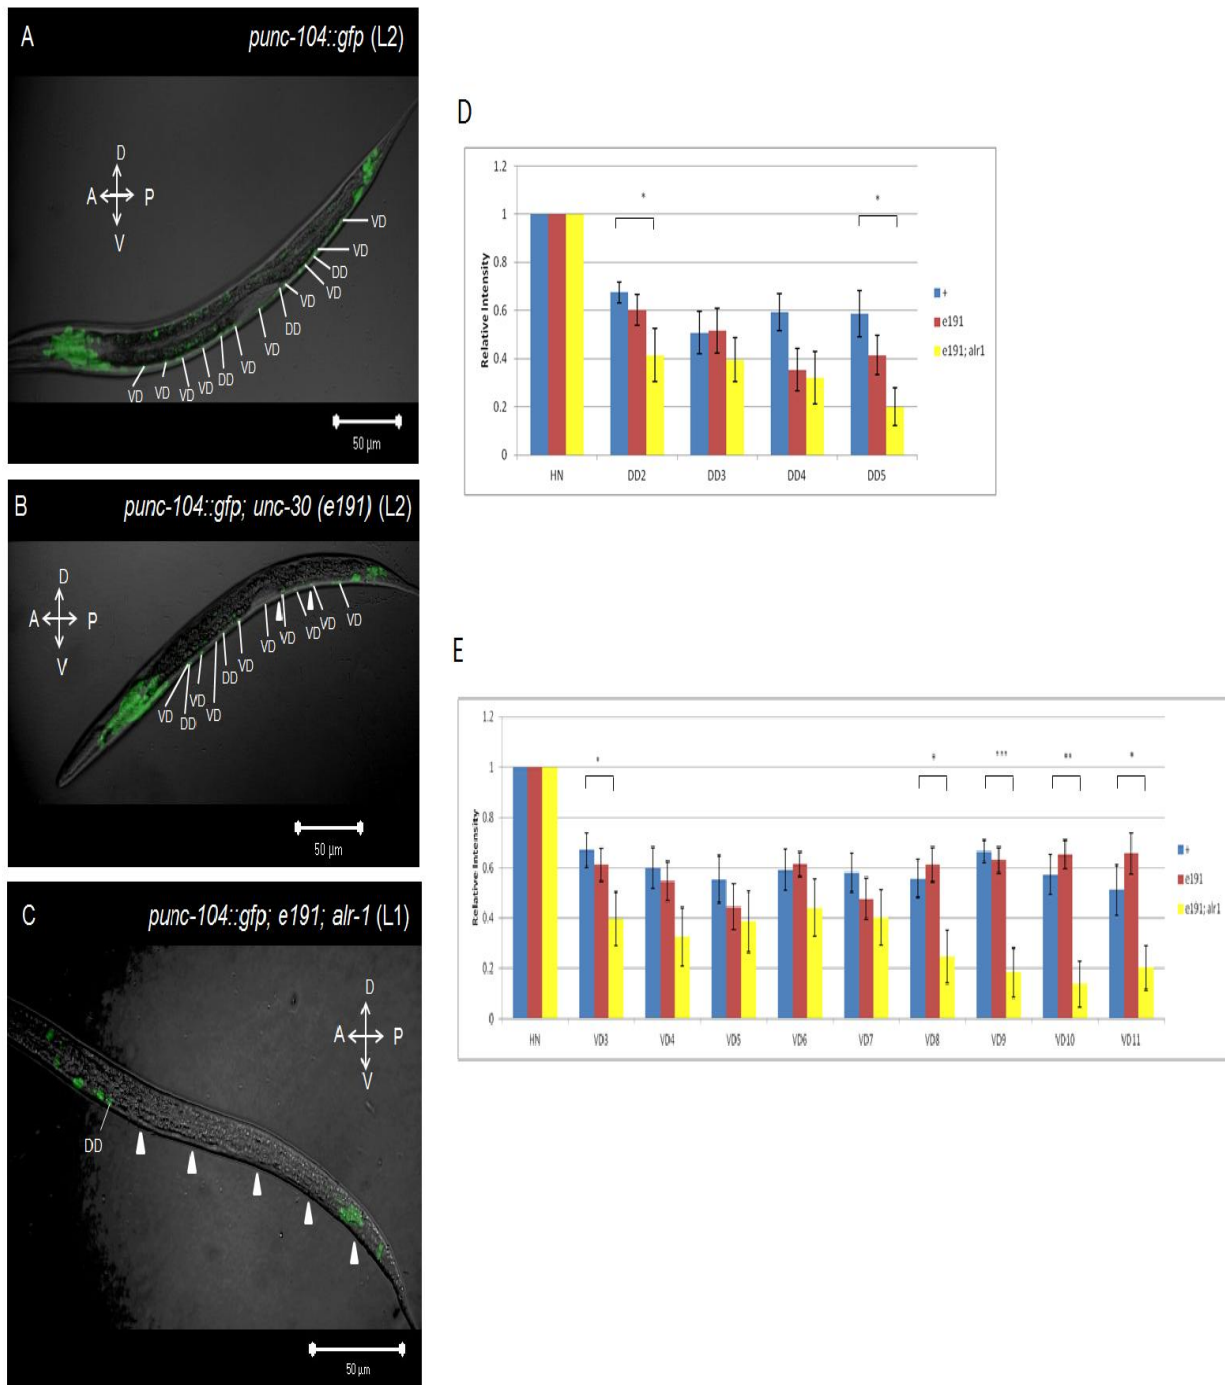 A
punc-104::gfp (L2)
D
A P
V
VD
VD
DD
VD
VD
DD
VD
VD
DD
VD
VD
VD
VD
50 µm
B
punc-104::gfp; unc-30 (e191) (L2)
D
A P
V
VD
VD
VD
VD
VD
VD
DD
VD
VD
DD
VD
50 µm
C
punc-104::gfp; e191; alr-1 (L1)
D
A P
V
DD
50 µm
D
Relative Intensity
1.2
1
0.8
0.6
0.4
0.2
0
* *
HN DD2 DD3 DD4 DD5
+
e191
e191; alr1
E
Relative Intensity
1.2
1
0.8
0.6
0.4
0.2
0
* * *** ** *
HN VD3 VD4 VD5 VD6 VD7 VD8 VD9 VD10 VD11
+
e191
e191; alr1